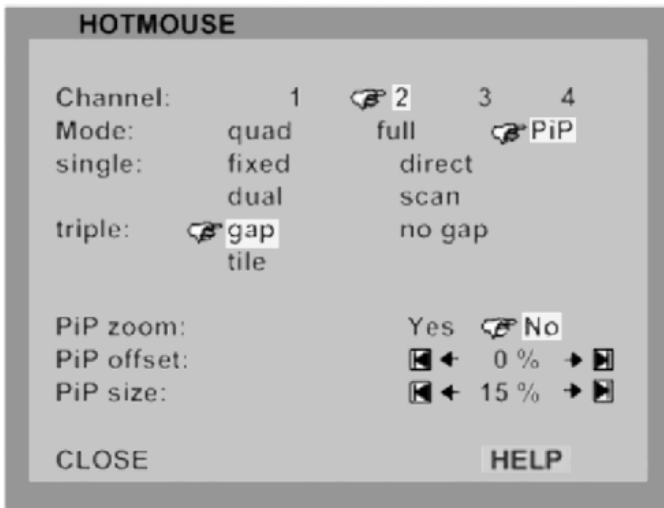 HOTMOUSE
Channel: 1 2 3 4
Mode: quad full PiP
single: fixed direct
dual scan
triple: gap no gap
tile
PiP zoom: Yes No
PiP offset: 0 %
PiP size: 15 %
CLOSE HELP